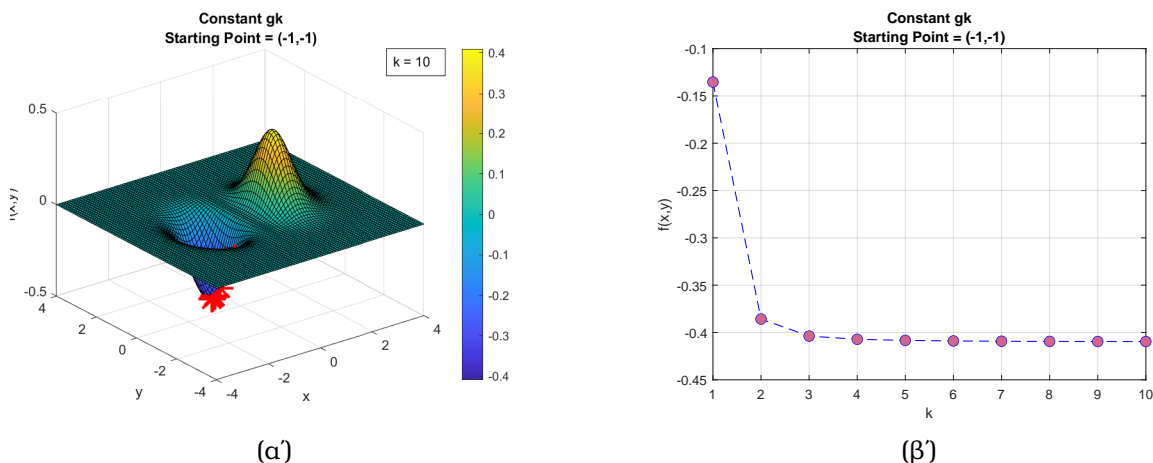 Constant gk
Starting Point = (-1,-1)
k = 10
0.5
0
-0.5
f(x,y)
4
2
0
-2
-4
y
-4
-2
0
2
4
x
0.4
0.3
0.2
0.1
0
-0.1
-0.2
-0.3
-0.4
(α΄)
Constant gk
Starting Point = (-1,-1)
-0.1
-0.15
-0.2
-0.25
-0.3
-0.35
-0.4
-0.45
f(x,y)
1 2 3 4 5 6 7 8 9 10
k
(β΄)